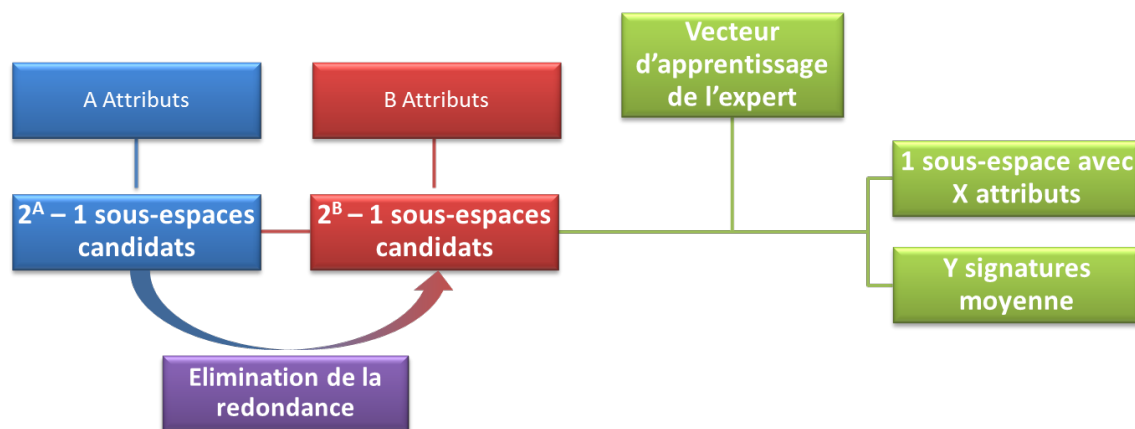 A Attributs
B Attributs
Vecteur
d’apprentissage
de l’expert
2ᴬ – 1 sous-espaces
candidats
2ᴮ – 1 sous-espaces
candidats
1 sous-espace avec
X attributs
Y signatures
moyenne
Elimination de la
redondance